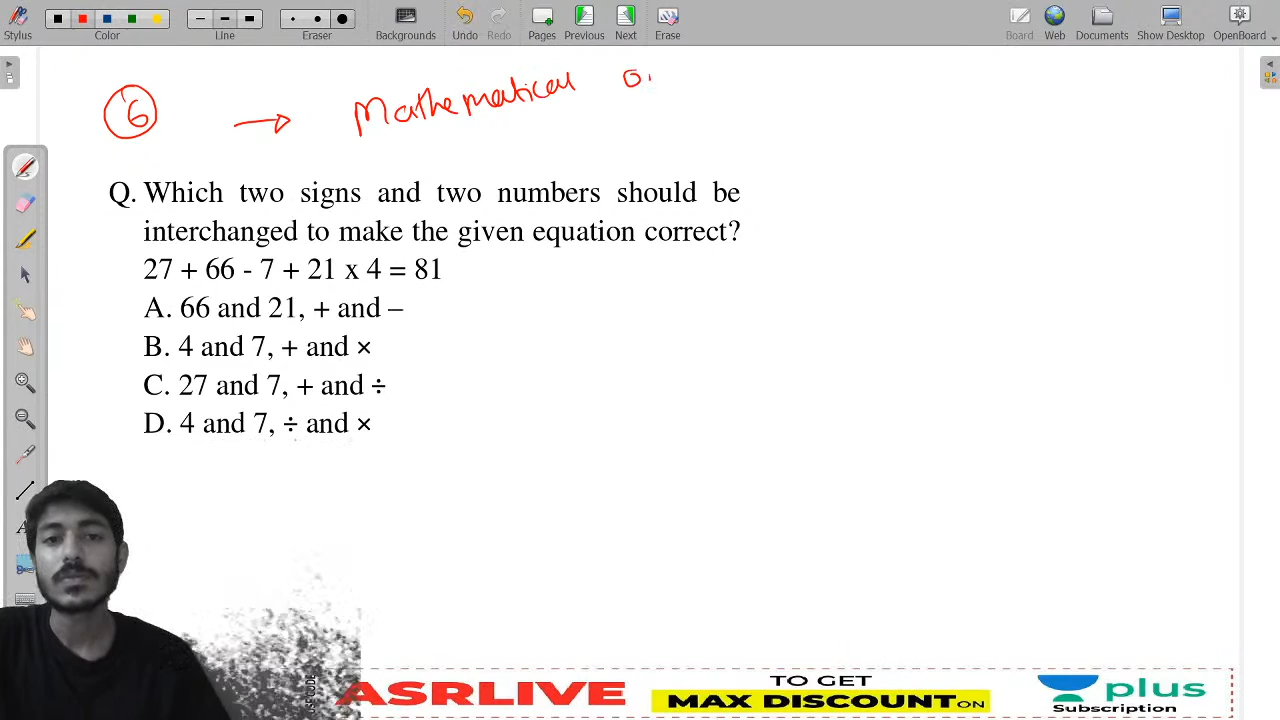 Stylus
Color
Line
Eraser
Backgrounds
Undo
Redo
Pages
Previous
Next
Erase
Board
Web
Documents
Show Desktop
OpenBoard
6 → Mathematical o.
Q. Which two signs and two numbers should be
interchanged to make the given equation correct?
27 + 66 - 7 + 21 x 4 = 81
A. 66 and 21, + and –
B. 4 and 7, + and ×
C. 27 and 7, + and ÷
D. 4 and 7, ÷ and ×
USE CODE
ASRLIVE
TO GET
MAX DISCOUNT ON
plus
Subscription